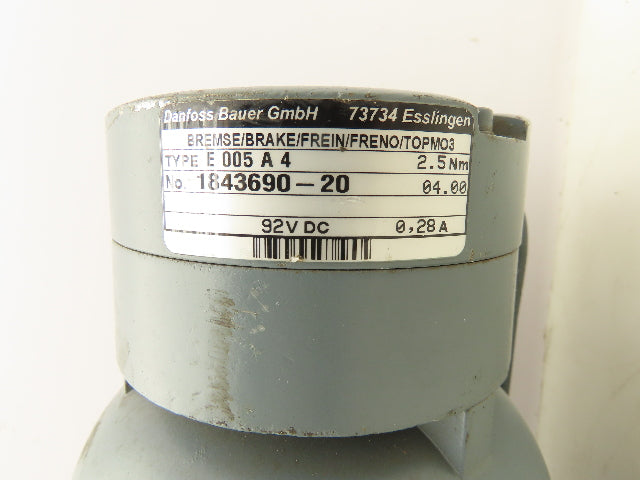 Danfoss Bauer GmbH 73734 Esslingen
BREMSE/BRAKE/FREIN/FRENO/TOPMO3
TYPE E 005 A 4 2.5 Nm
No. 1843690-20 04.00
92V DC 0,28 A